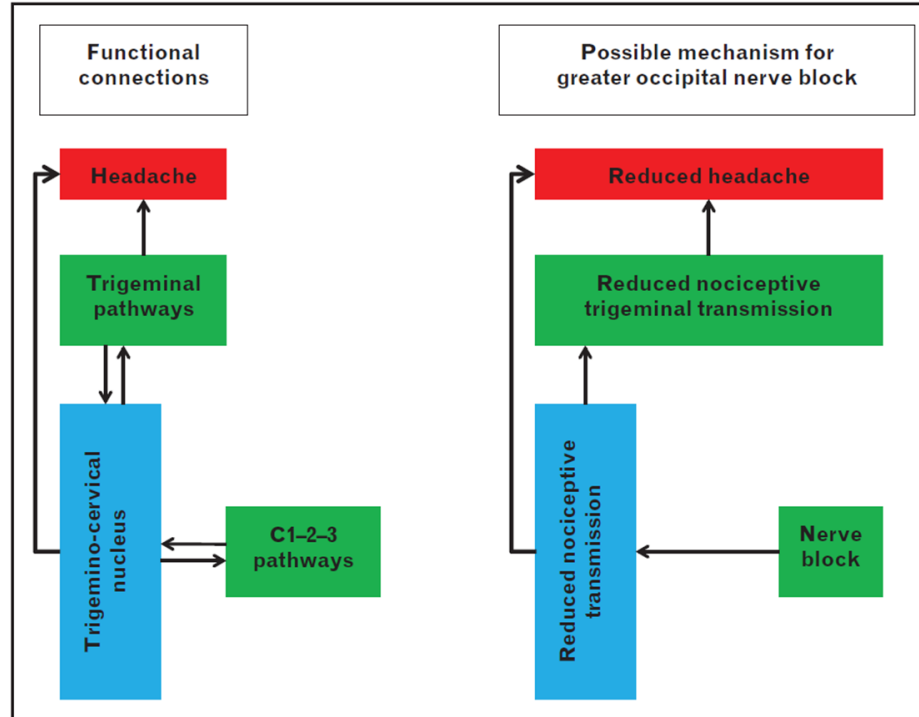 Functional
connections
Headache
Trigeminal
pathways
Trigemino-cervical
nucleus
C1–2–3
pathways
Possible mechanism for
greater occipital nerve block
Reduced headache
Reduced nociceptive
trigeminal transmission
Reduced nociceptive
transmission
Nerve
block